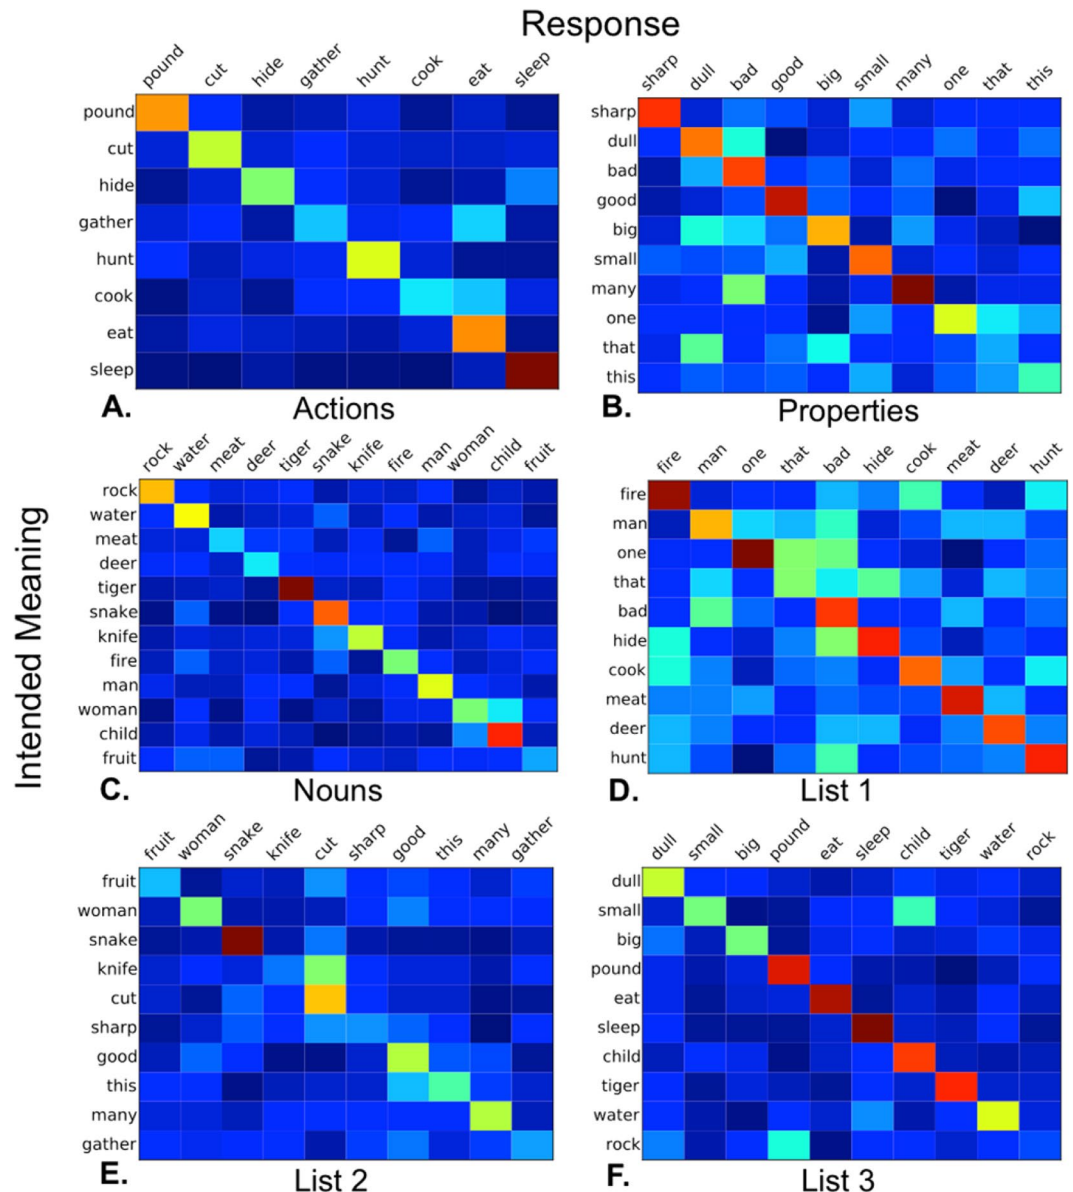 Response
pound cut hide gather hunt cook eat sleep
pound
cut
hide
gather
hunt
cook
eat
sleep
A. Actions
sharp dull bad good big small many one that this
sharp
dull
bad
good
big
small
many
one
that
this
B. Properties
Intended Meaning
rock water meat deer tiger snake knife fire man woman child fruit
rock
water
meat
deer
tiger
snake
knife
fire
man
woman
child
fruit
C. Nouns
fire man one that bad hide cook meat deer hunt
fire
man
one
that
bad
hide
cook
meat
deer
hunt
D. List 1
fruit woman snake knife cut sharp good this many gather
fruit
woman
snake
knife
cut
sharp
good
this
many
gather
E. List 2
dull small big pound eat sleep child tiger water rock
dull
small
big
pound
eat
sleep
child
tiger
water
rock
F. List 3